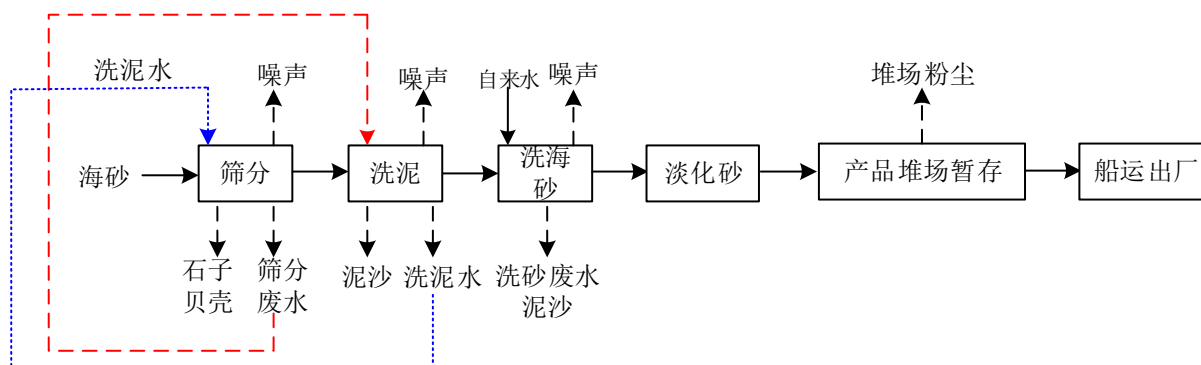 洗泥水
噪声
噪声
自来水
噪声
堆场粉尘
海砂
筛分
洗泥
洗海
砂
淡化砂
产品堆场暂存
船运出厂
石子
贝壳
筛分
废水
泥沙
洗泥水
洗砂废水
泥沙